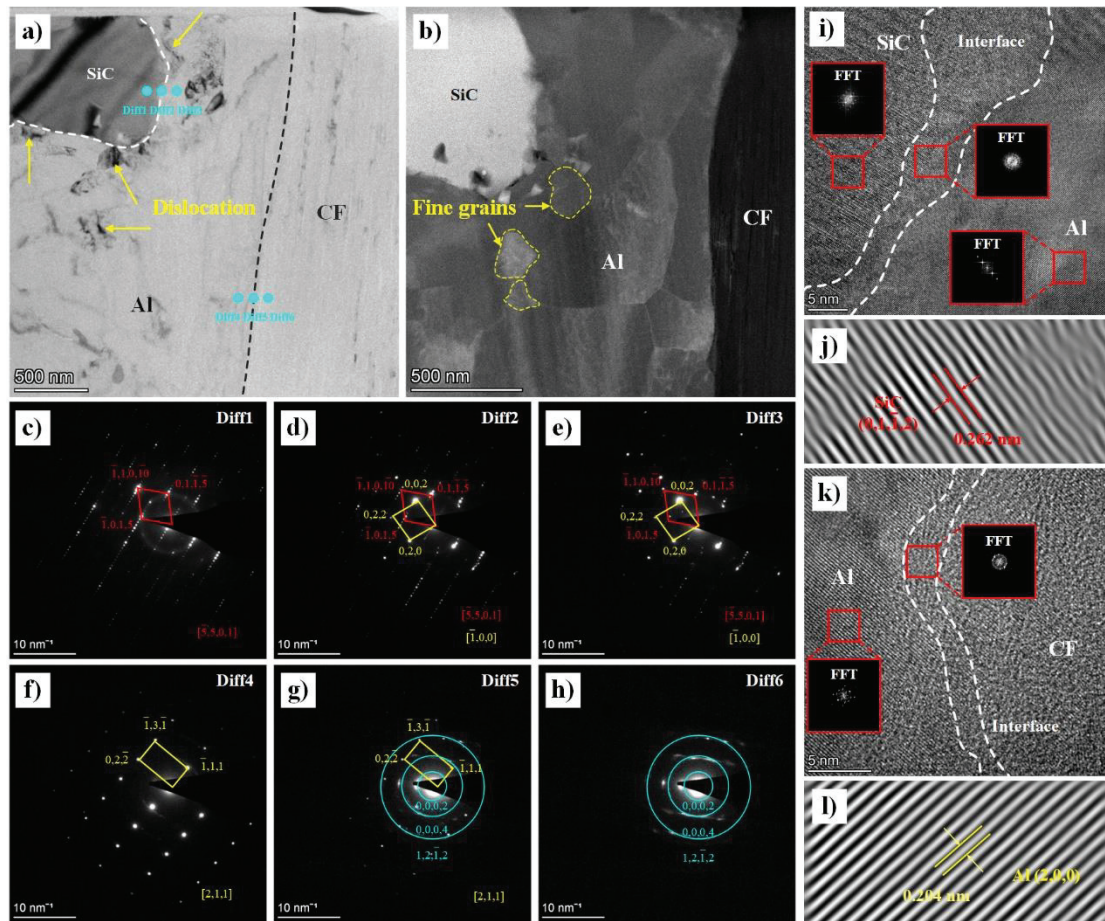 a)
SiC
Diff1 Diff2 Diff3
Dislocation
CF
Al
Diff4 Diff5 Diff6
500 nm
b)
SiC
Fine grains
Al
CF
500 nm
c)
Diff1
1̄,1,0,1̄0
0,1,1̄,5̄
1̄,0,1,5
[5̄,5,0,1]
10 nm⁻¹
d)
Diff2
1̄,1,0,1̄0
0,0,2
0,1,1̄,5̄
0,2,2
1̄,0,1,5
0,2,0
[5̄,5,0,1]
[1̄,0,0]
10 nm⁻¹
e)
Diff3
1̄,1,0,1̄0
0,0,2
0,1,1̄,5̄
0,2,2
1̄,0,1,5
0,2,0
[5̄,5,0,1]
[1̄,0,0]
10 nm⁻¹
f)
Diff4
1̄,3,1̄
0,2,2̄
1̄,1,1
[2,1,1]
10 nm⁻¹
g)
Diff5
1̄,3,1̄
0,2,2̄
1̄,1,1
0,0,0,2
0,0,0,4
1,2,1̄,2
[2,1,1]
10 nm⁻¹
h)
Diff6
0,0,0,2
0,0,0,4
1,2,1̄,2
10 nm⁻¹
i)
SiC
Interface
FFT
FFT
Al
FFT
5 nm
j)
SiC
(0,1,1̄,2)
0.262 nm
k)
FFT
Al
CF
FFT
Interface
5 nm
l)
Al (2,0,0)
0.204 nm